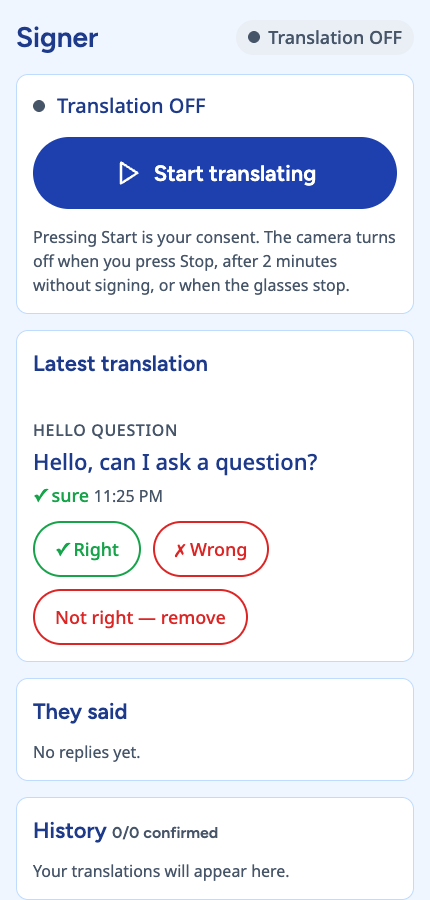 Signer
Translation OFF
Translation OFF
Start translating
Pressing Start is your consent. The camera turns
off when you press Stop, after 2 minutes
without signing, or when the glasses stop.
Latest translation
HELLO QUESTION
Hello, can I ask a question?
✓ sure 11:25 PM
✓ Right
✗ Wrong
Not right — remove
They said
No replies yet.
History 0/0 confirmed
Your translations will appear here.